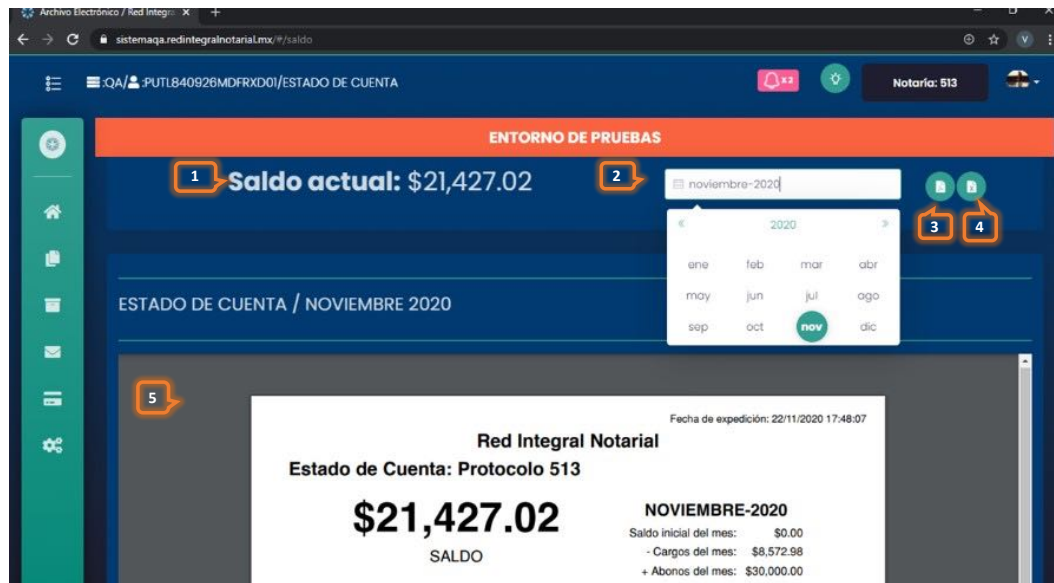 Archivo Electrónico / Red Integr
sistemaqa.redintegralnotarial.mx/#/saldo
V
:QA/ :PUTL840926MDFRXD01/ESTADO DE CUENTA
x2
Notaría: 513
ENTORNO DE PRUEBAS
1
Saldo actual: $21,427.02
2
noviembre-2020
3
4
« 2020 »
ene feb mar abr
may jun jul ago
sep oct nov dic
ESTADO DE CUENTA / NOVIEMBRE 2020
5
Fecha de expedición: 22/11/2020 17:48:07
Red Integral Notarial
Estado de Cuenta: Protocolo 513
$21,427.02
SALDO
NOVIEMBRE-2020
Saldo inicial del mes: $0.00
- Cargos del mes: $8,572.98
+ Abonos del mes: $30,000.00